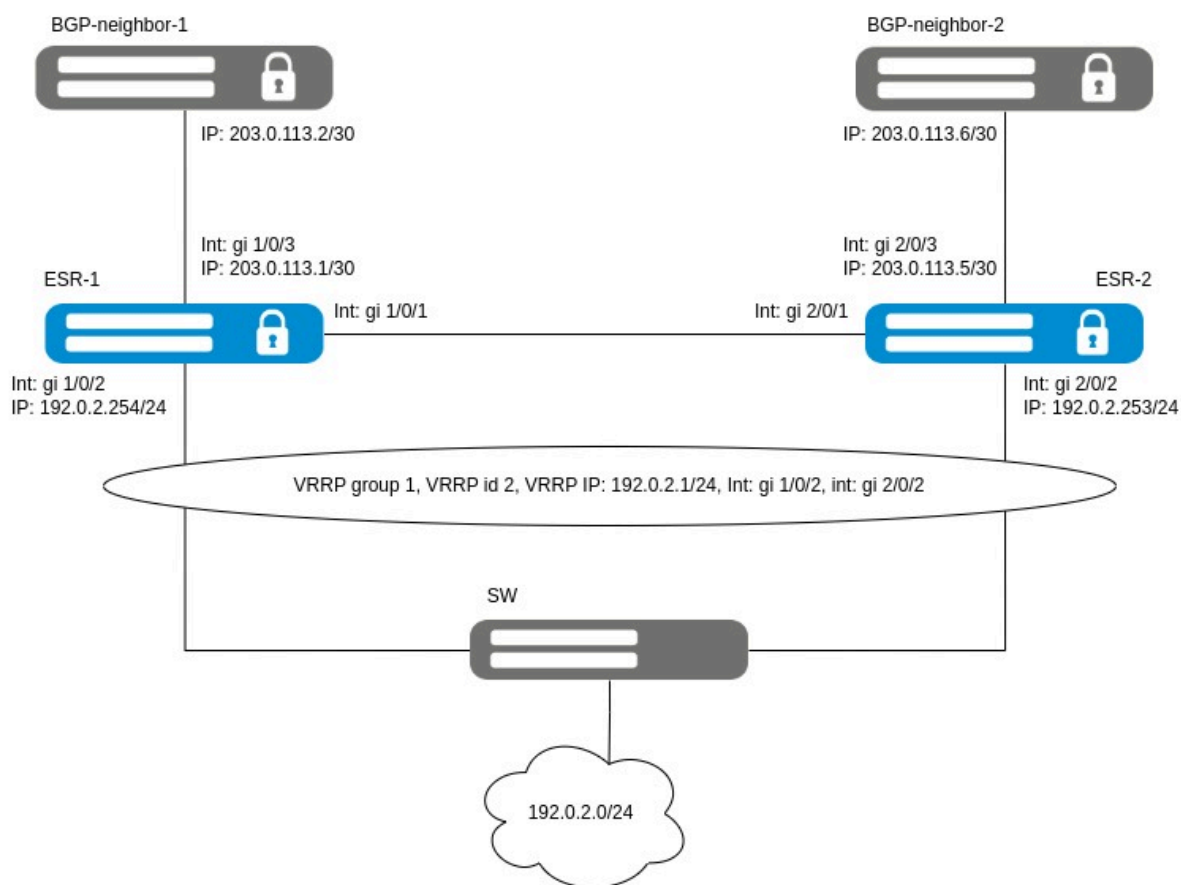 BGP-neighbor-1
BGP-neighbor-2
IP: 203.0.113.2/30
IP: 203.0.113.6/30
Int: gi 1/0/3
IP: 203.0.113.1/30
Int: gi 2/0/3
IP: 203.0.113.5/30
ESR-1
ESR-2
Int: gi 1/0/1
Int: gi 2/0/1
Int: gi 1/0/2
IP: 192.0.2.254/24
Int: gi 2/0/2
IP: 192.0.2.253/24
VRRP group 1, VRRP id 2, VRRP IP: 192.0.2.1/24, Int: gi 1/0/2, int: gi 2/0/2
SW
192.0.2.0/24